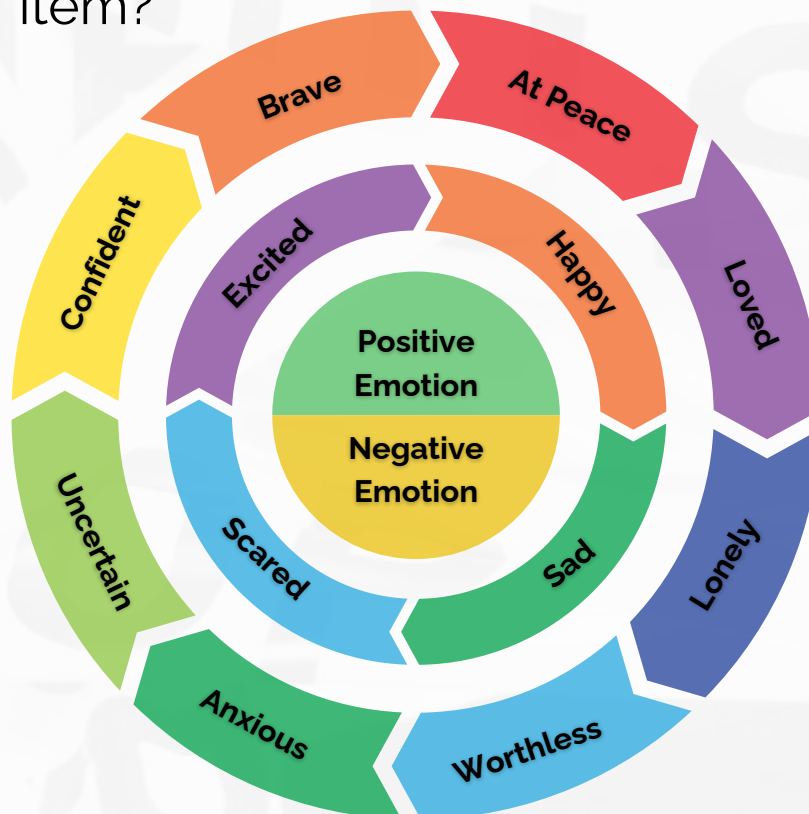 item?
Brave
At Peace
Confident
Excited
Happy
Loved
Positive
Emotion
Negative
Emotion
Uncertain
Scared
Sad
Lonely
Anxious
Worthless